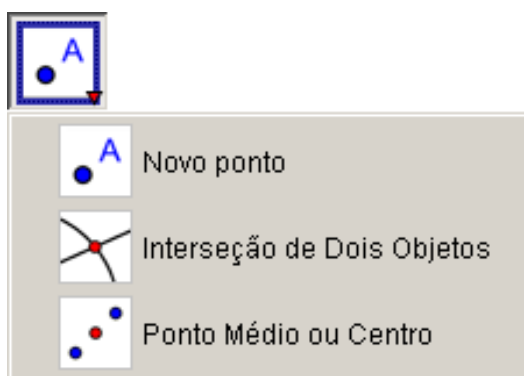 A
A Novo ponto
Interseção de Dois Objetos
Ponto Médio ou Centro